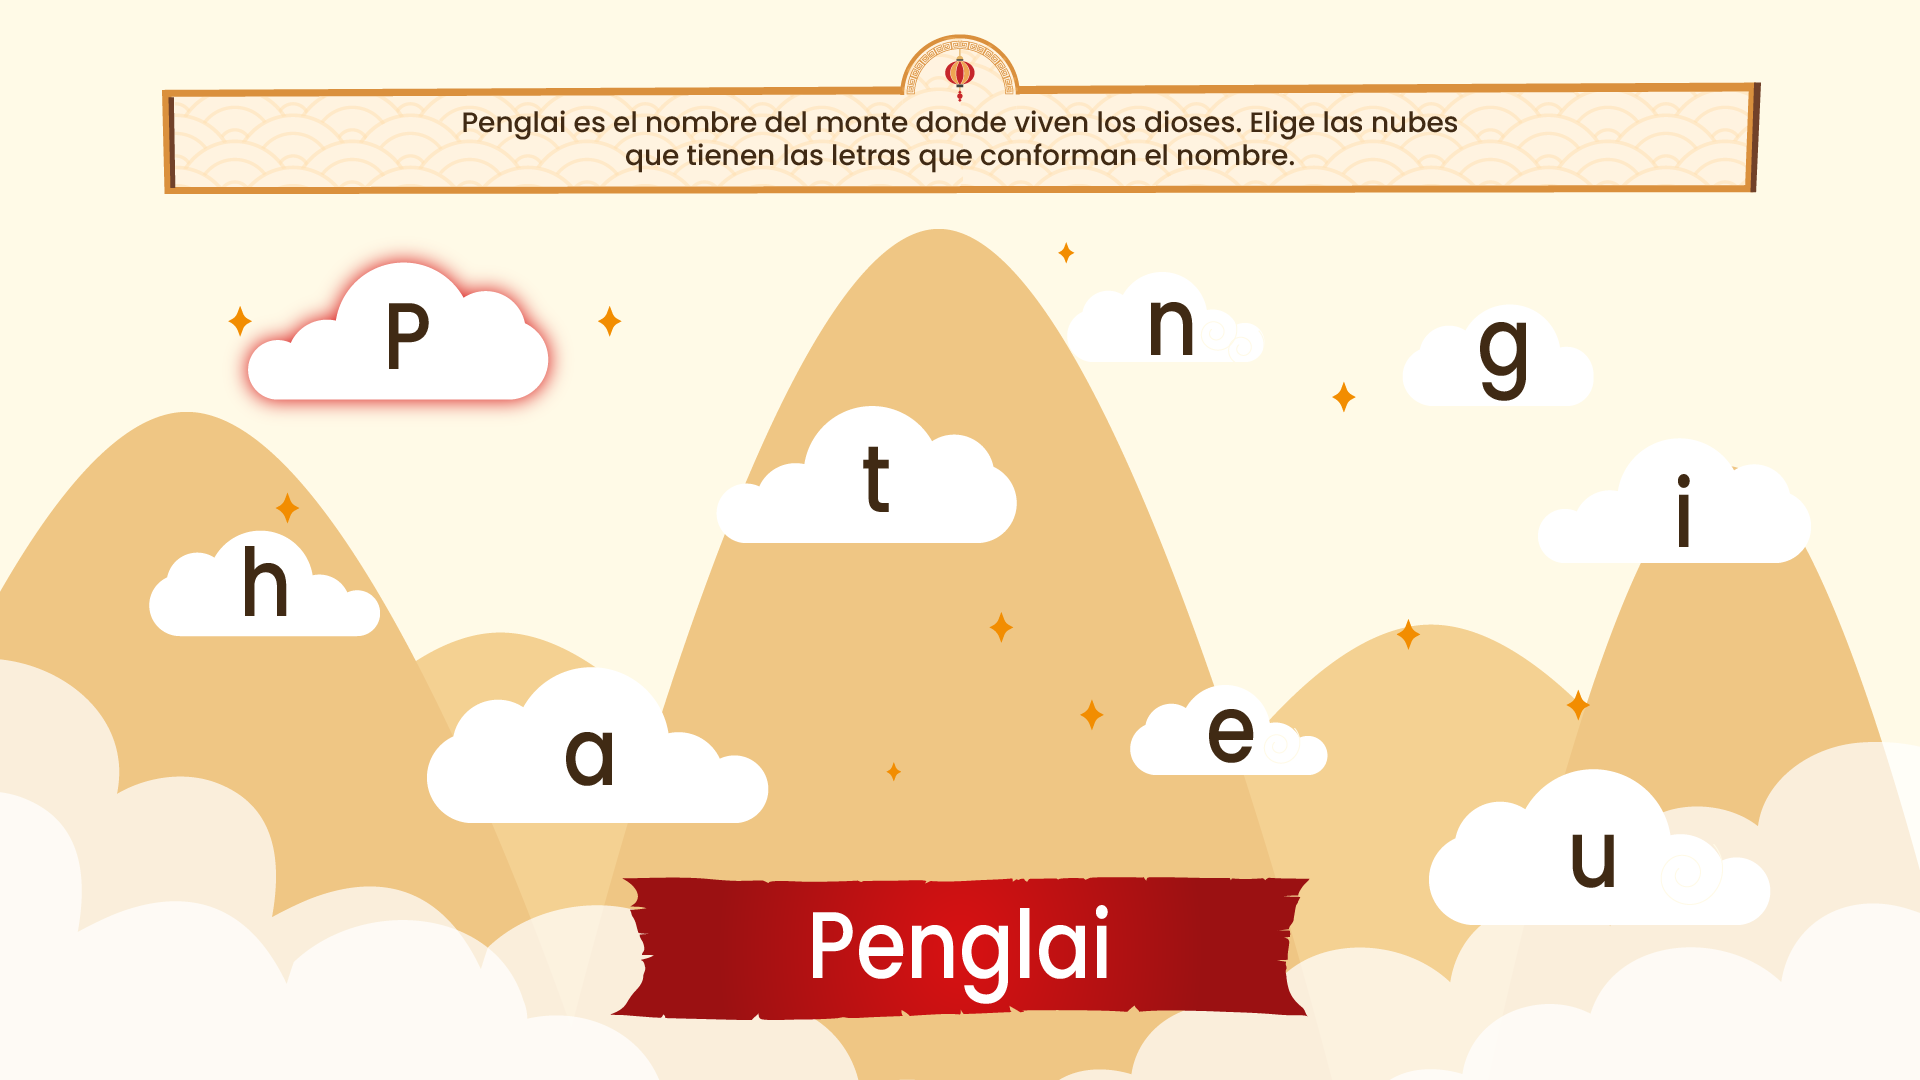 Penglai es el nombre del monte donde viven los dioses. Elige las nubes
que tienen las letras que conforman el nombre.
P
n
g
t
i
h
a
e
u
Penglai